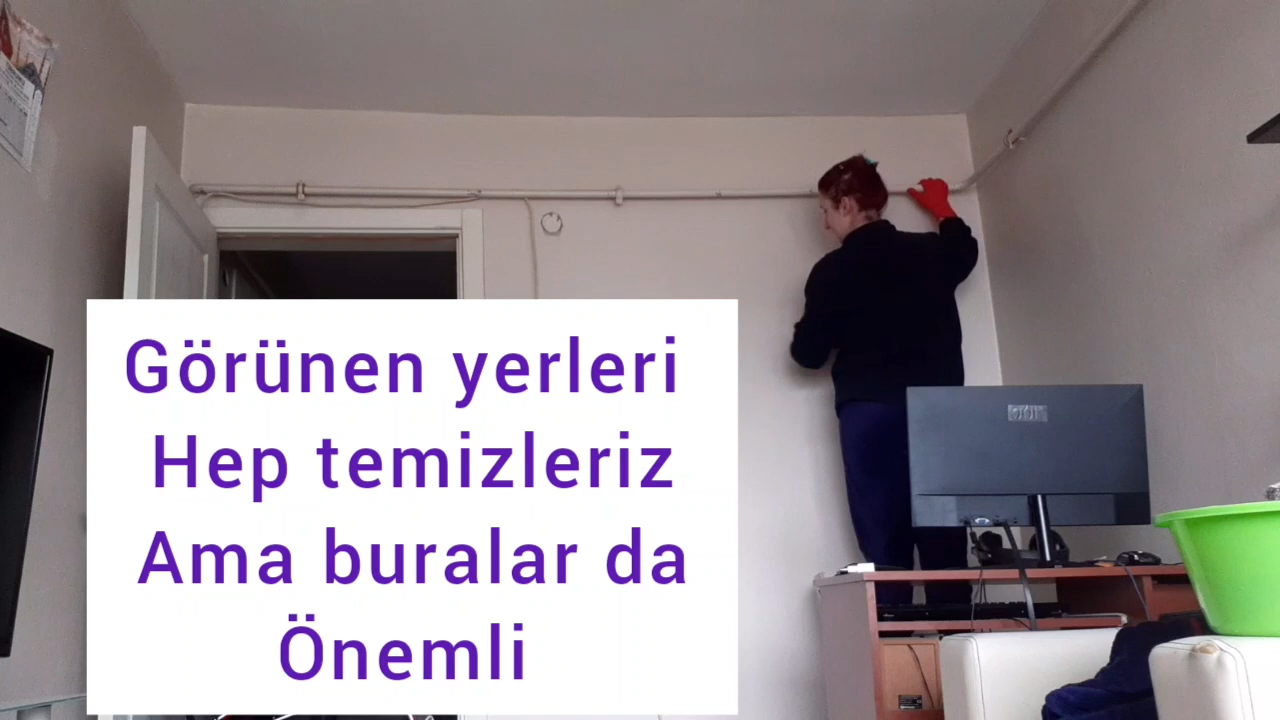 Görünen yerleri
Hep temizleriz
Ama buralar da
Önemli